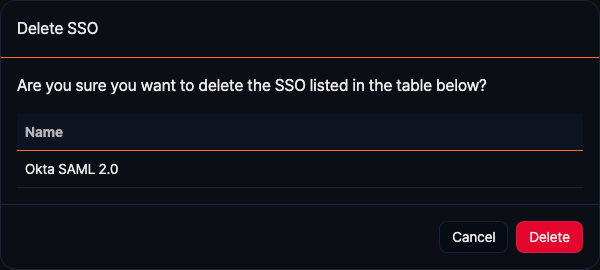 Delete SSO
Are you sure you want to delete the SSO listed in the table below?
Name
Okta SAML 2.0
Cancel
Delete